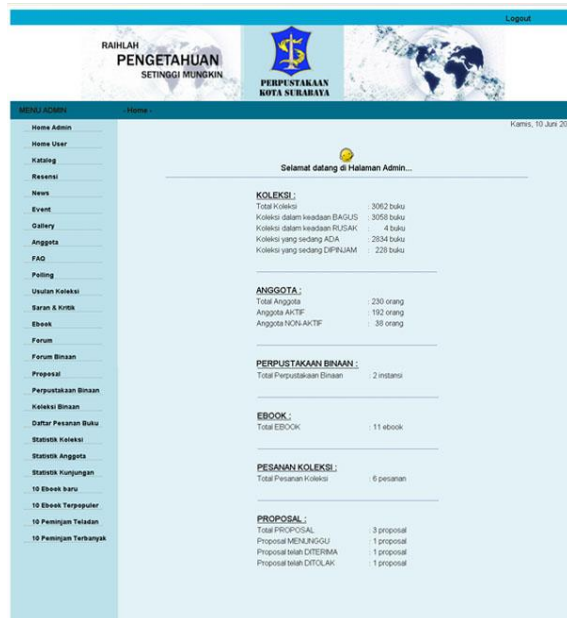 Logout
RAIHLAH
PENGETAHUAN
SETINGGI MUNGKIN
PERPUSTAKAAN
KOTA SURABAYA
MENU ADMIN
- Home -
Kamis, 10 Juni 20
Home Admin
Home User
Katalog
Resensi
News
Event
Gallery
Anggota
FAQ
Polling
Usulan Koleksi
Saran & Kritik
Ebook
Forum
Forum Binaan
Proposal
Perpustakaan Binaan
Koleksi Binaan
Daftar Pesanan Buku
Statistik Koleksi
Statistik Anggota
Statistik Kunjungan
10 Ebook baru
10 Ebook Terpopuler
10 Peminjam Teladan
10 Peminjam Terbanyak
Selamat datang di Halaman Admin...
KOLEKSI :
Total Koleksi : 3062 buku
Koleksi dalam keadaan BAGUS : 3058 buku
Koleksi dalam keadaan RUSAK : 4 buku
Koleksi yang sedang ADA : 2834 buku
Koleksi yang sedang DIPINJAM : 228 buku
ANGGOTA :
Total Anggota : 230 orang
Anggota AKTIF : 192 orang
Anggota NON-AKTIF : 38 orang
PERPUSTAKAAN BINAAN :
Total Perpustakaan Binaan : 2 instansi
EBOOK :
Total EBOOK : 11 ebook
PESANAN KOLEKSI :
Total Pesanan Koleksi : 6 pesanan
PROPOSAL :
Total PROPOSAL : 3 proposal
Proposal MENUNGGU : 1 proposal
Proposal telah DITERIMA : 1 proposal
Proposal telah DITOLAK : 1 proposal